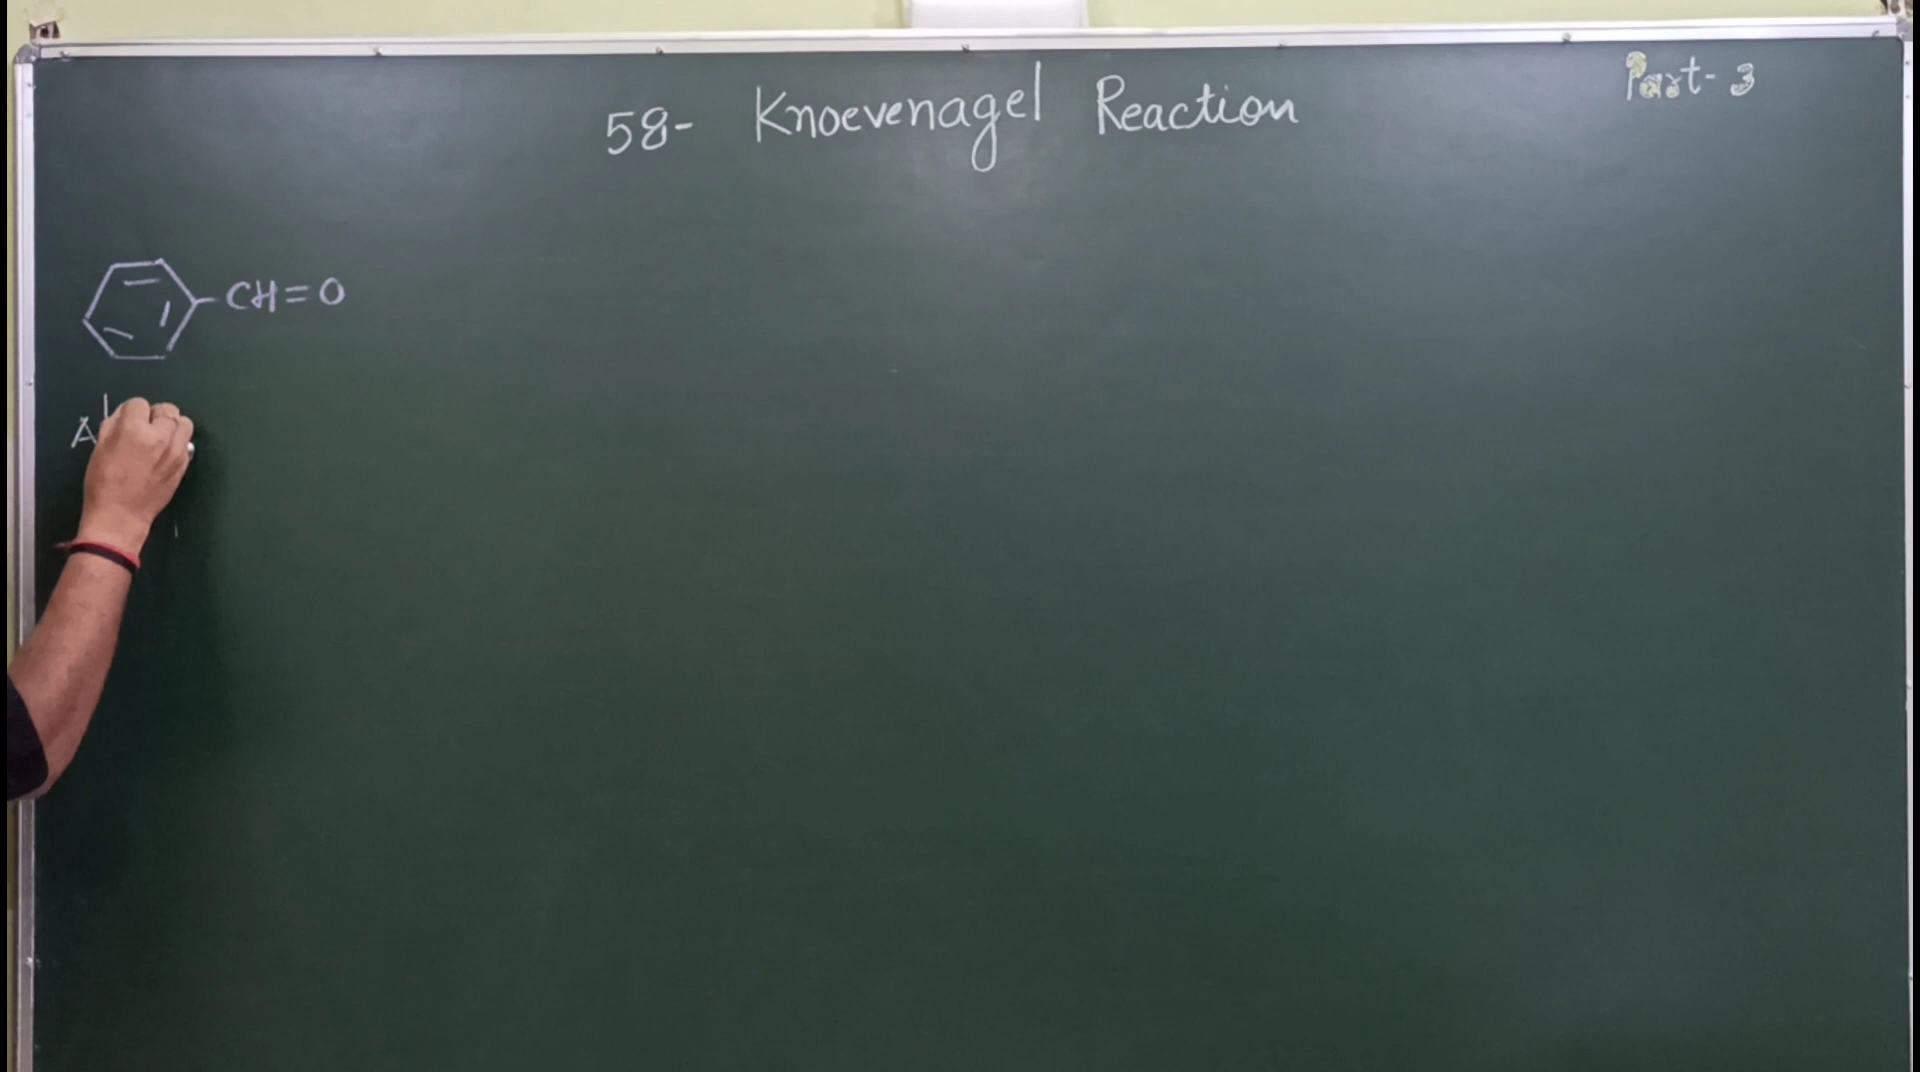 Part-3
58- Knoevenagel Reaction
CH=O
A